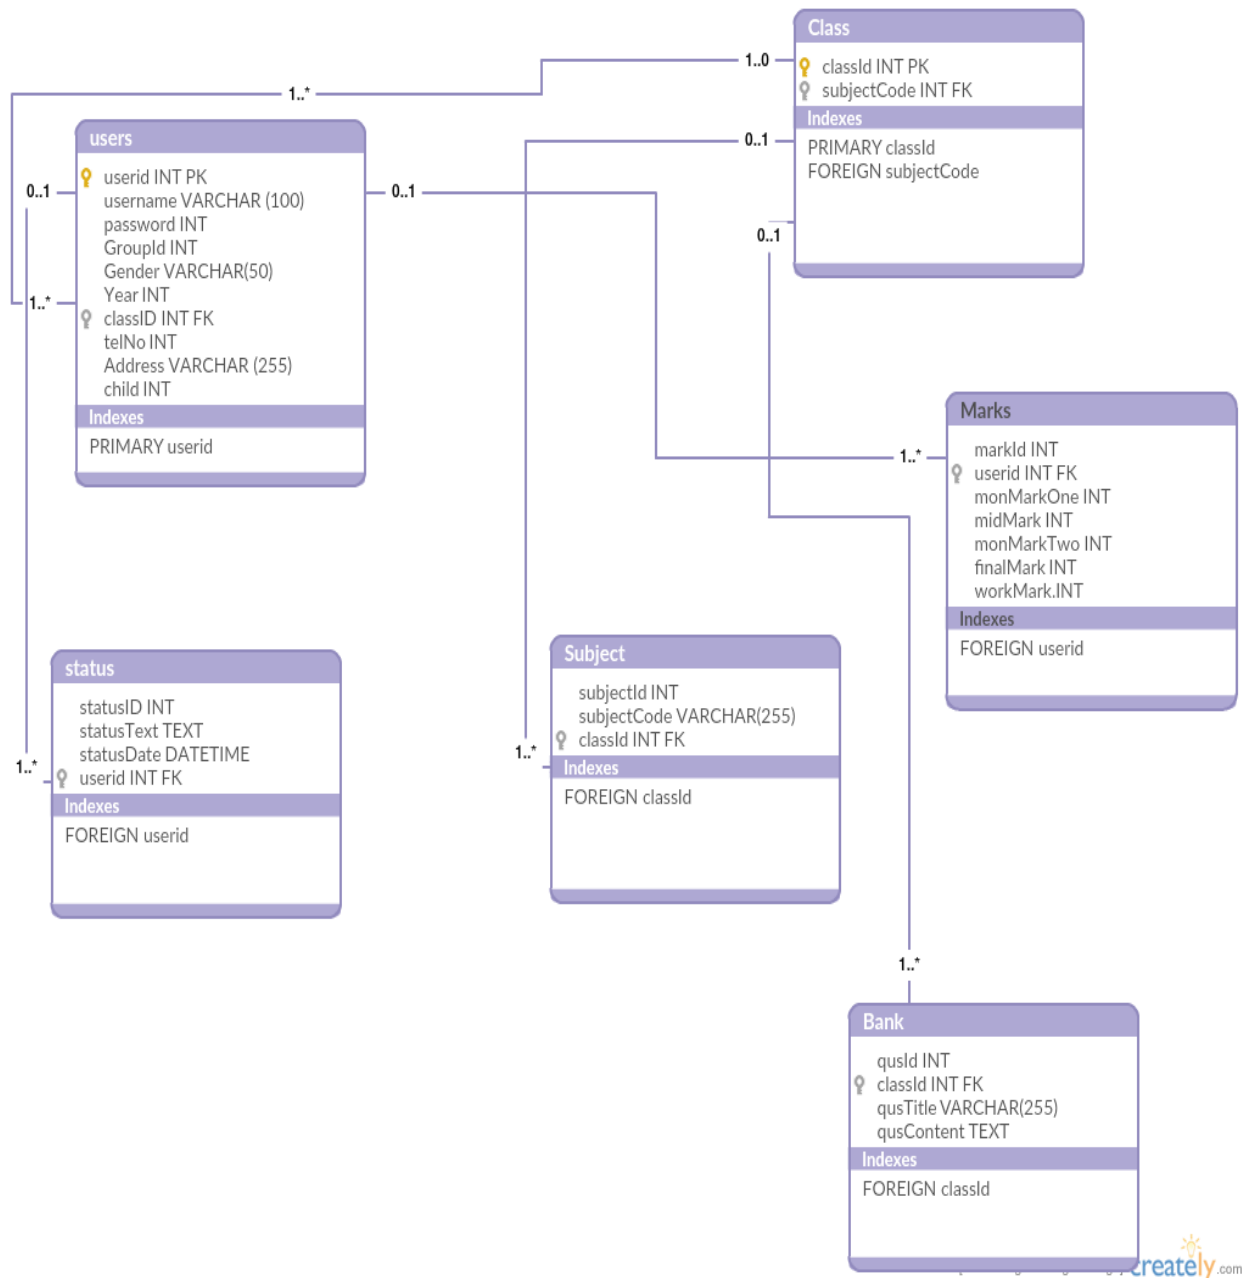 Class
classId INT PK
subjectCode INT FK
Indexes
PRIMARY classId
FOREIGN subjectCode
1..0
1..*
0..1
0..1
users
userid INT PK
username VARCHAR (100)
password INT
GroupId INT
Gender VARCHAR(50)
Year INT
classID INT FK
telNo INT
Address VARCHAR (255)
child INT
Indexes
PRIMARY userid
0..1
0..1
1..*
Marks
markId INT
userid INT FK
monMarkOne INT
midMark INT
monMarkTwo INT
finalMark INT
workMark.INT
Indexes
FOREIGN userid
1..*
status
statusID INT
statusText TEXT
statusDate DATETIME
userid INT FK
Indexes
FOREIGN userid
1..*
Subject
subjectId INT
subjectCode VARCHAR(255)
classId INT FK
Indexes
FOREIGN classId
1..*
1..*
Bank
qusId INT
classId INT FK
qusTitle VARCHAR(255)
qusContent TEXT
Indexes
FOREIGN classId
creately.com